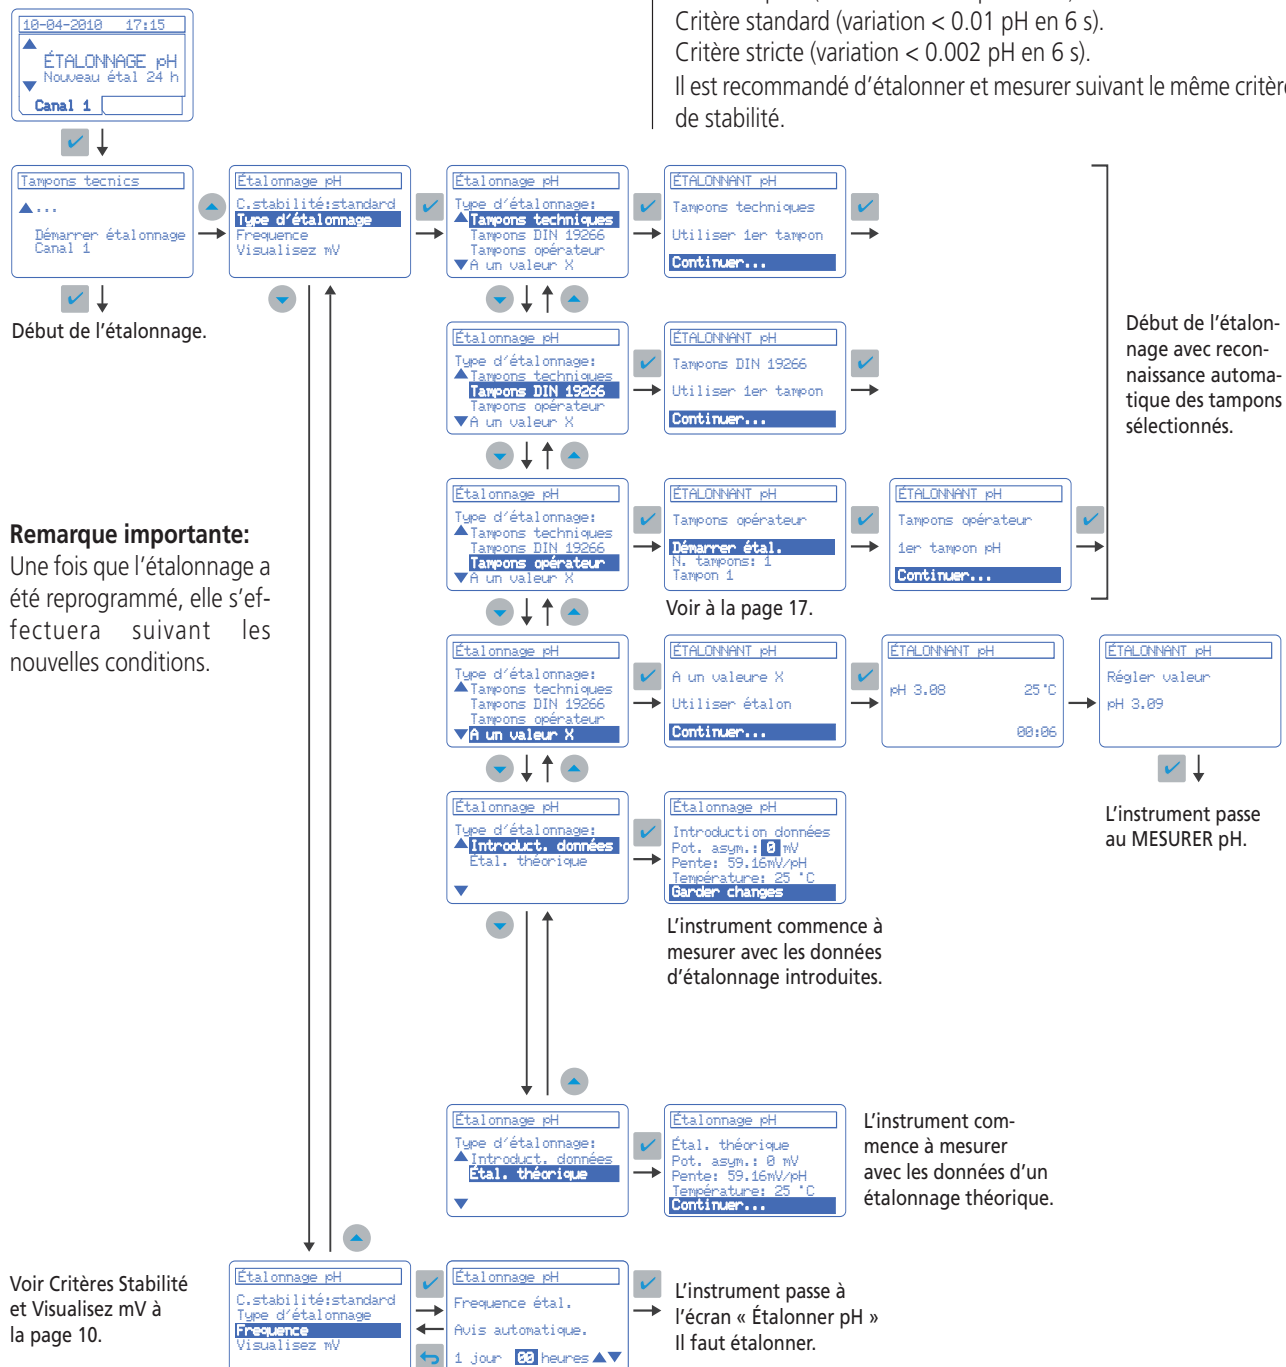 Critère standard (variation < 0.01 pH en 6 s).
Critère stricte (variation < 0.002 pH en 6 s).
Il est recommandé d'étalonner et mesurer suivant le même critère
de stabilité.
10-04-2010 17:15
ÉTALONNAGE pH
Nouveau étal 24 h
Canal 1
Tampons tecnics
...
Démarrer étalonnage
Canal 1
Début de l'étalonnage.
Étalonnage pH
C.stabilité:standard
Type d'étalonnage
Frequence
Visualisez mV
Étalonnage pH
Type d'étalonnage:
Tampons techniques
Tampons DIN 19266
Tampons opérateur
A un valeur X
ÉTALONNANT pH
Tampons techniques
Utiliser 1er tampon
Continuer...
Étalonnage pH
Type d'étalonnage:
Tampons techniques
Tampons DIN 19266
Tampons opérateur
A un valeur X
ÉTALONNANT pH
Tampons DIN 19266
Utiliser 1er tampon
Continuer...
Début de l'étalon-
nage avec recon-
naissance automa-
tique des tampons
sélectionnés.
Étalonnage pH
Type d'étalonnage:
Tampons techniques
Tampons DIN 19266
Tampons opérateur
A un valeur X
ÉTALONNANT pH
Tampons opérateur
Démarrer étal.
N. tampons: 1
Tampon 1
Voir à la page 17.
ÉTALONNANT pH
Tampons opérateur
1er tampon pH
Continuer...
Remarque importante:
Une fois que l'étalonnage a
été reprogrammé, elle s'ef-
fectuera suivant les
nouvelles conditions.
Étalonnage pH
Type d'étalonnage:
Tampons techniques
Tampons DIN 19266
Tampons opérateur
A un valeur X
ÉTALONNANT pH
A un valeure X
Utiliser étalon
Continuer...
ÉTALONNANT pH
pH 3.08 25°C
00:06
ÉTALONNANT pH
Régler valeur
pH 3.09
L'instrument passe
au MESURER pH.
Étalonnage pH
Type d'étalonnage:
Introduct. données
Étal. théorique
Étalonnage pH
Introduction données
Pot. asym.: 0 mV
Pente: 59.16mV/pH
Température: 25 °C
Garder changes
L'instrument commence à
mesurer avec les données
d'étalonnage introduites.
Étalonnage pH
Type d'étalonnage:
Introduct. données
Étal. théorique
Étalonnage pH
Étal. théorique
Pot. asym.: 0 mV
Pente: 59.16mV/pH
Température: 25 °C
Continuer...
L'instrument com-
mence à mesurer
avec les données d'un
étalonnage théorique.
Voir Critères Stabilité
et Visualisez mV à
la page 10.
Étalonnage pH
C.stabilité:standard
Type d'étalonnage
Frequence
Visualisez mV
Étalonnage pH
Frequence étal.
Avis automatique.
1 jour 00 heures
L'instrument passe à
l'écran « Étalonner pH »
Il faut étalonner.